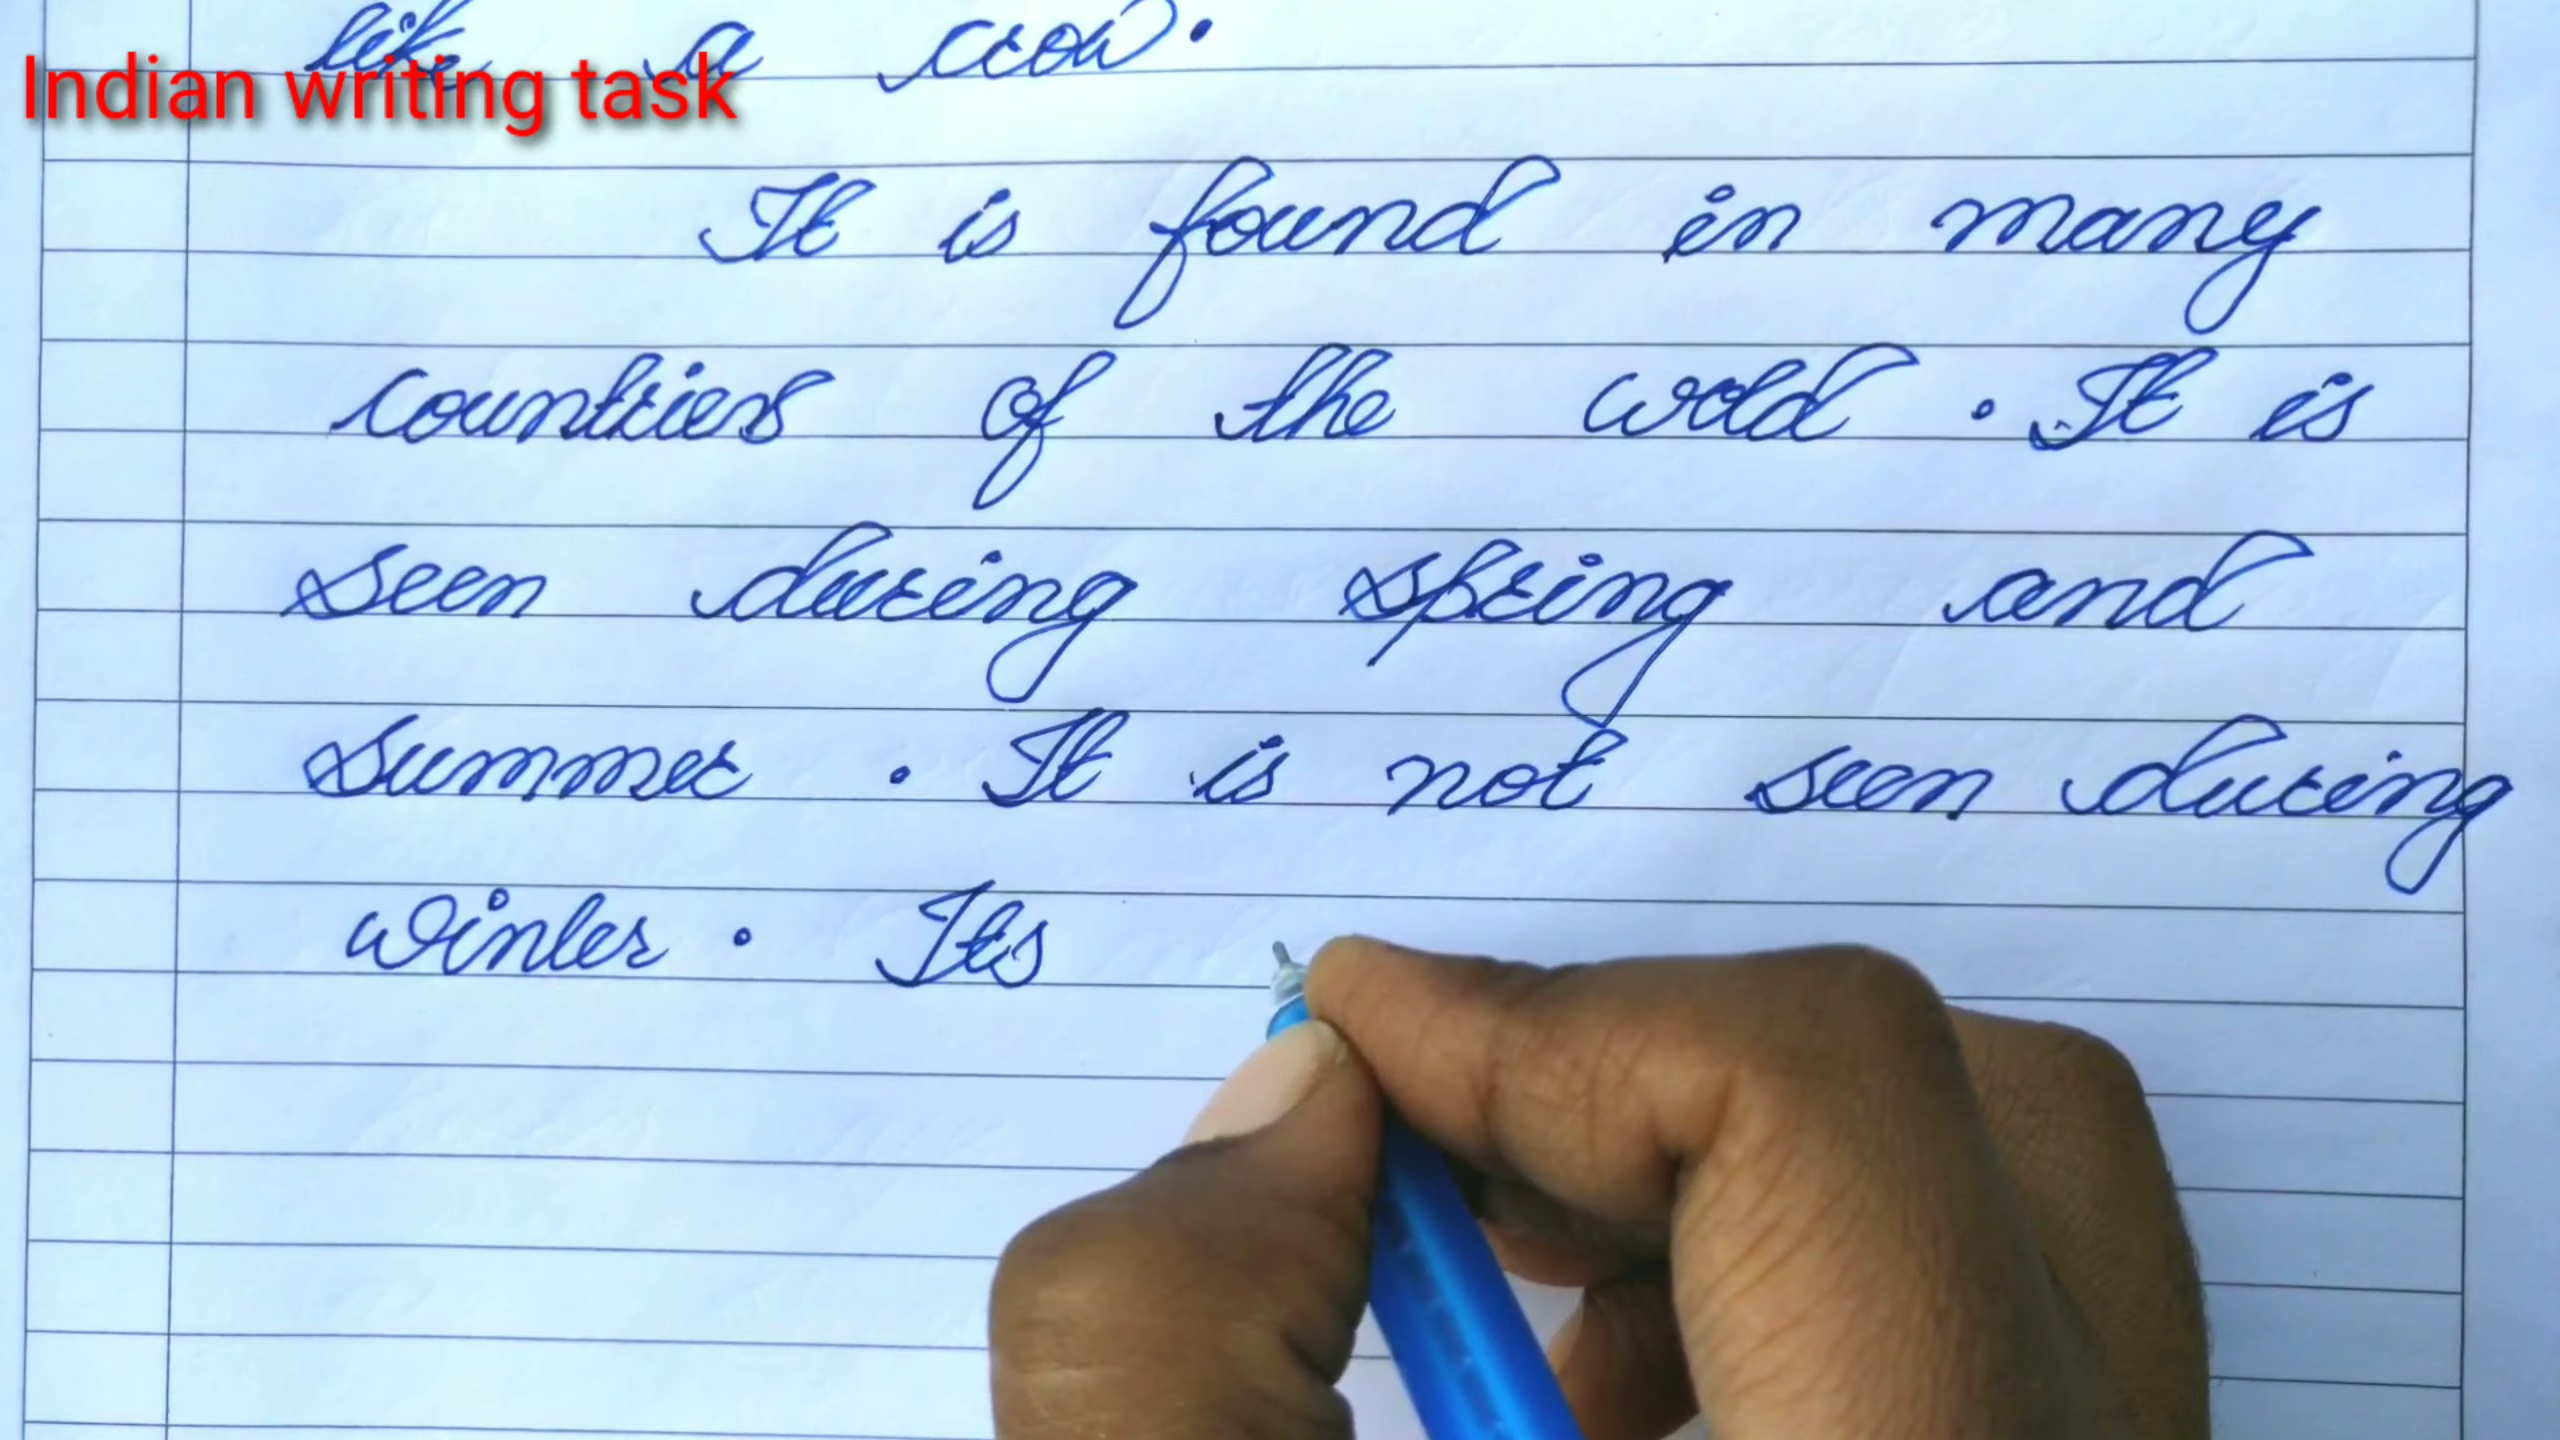 like a crow.
Indian writing task
It is found in many
countries of the wold . It is
seen during spring and
summer . It is not seen during
winter . Its